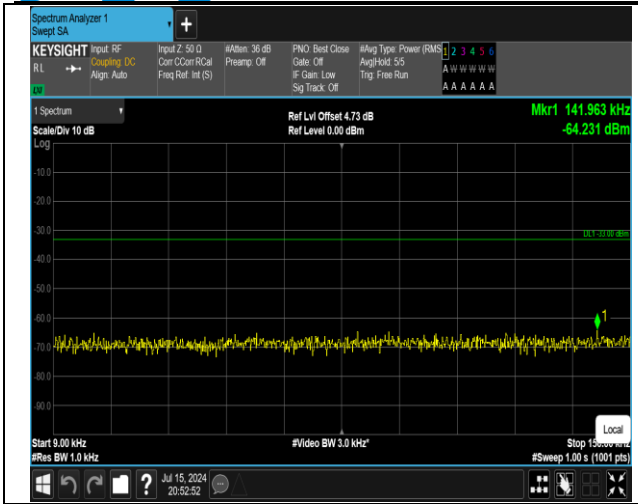 Spectrum Analyzer 1
Swept SA
+
KEYSIGHT
RL
Input: RF
Coupling: DC
Align: Auto
Input Z: 50 Ω
Corr CCorr RCal
Freq Ref: Int (S)
#Atten: 36 dB
Preamp: Off
PNO: Best Close
Gate: Off
IF Gain: Low
Sig Track: Off
#Avg Type: Power (RMS
Avg|Hold: 5/5
Trig: Free Run
1 2 3 4 5 6
A W W W W W
A A A A A A
1 Spectrum
Scale/Div 10 dB
Log
Ref Lvl Offset 4.73 dB
Ref Level 0.00 dBm
Mkr1 141.963 kHz
-64.231 dBm
-10.0
-20.0
-30.0
DL1 -33.00 dBm
-40.0
-50.0
-60.0
1
-70.0
-80.0
-90.0
Local
Start 9.00 kHz
#Video BW 3.0 kHz*
Stop
#Res BW 1.0 kHz
#Sweep 1.00 s (1001 pts)
?
Jul 15, 2024
20:52:52